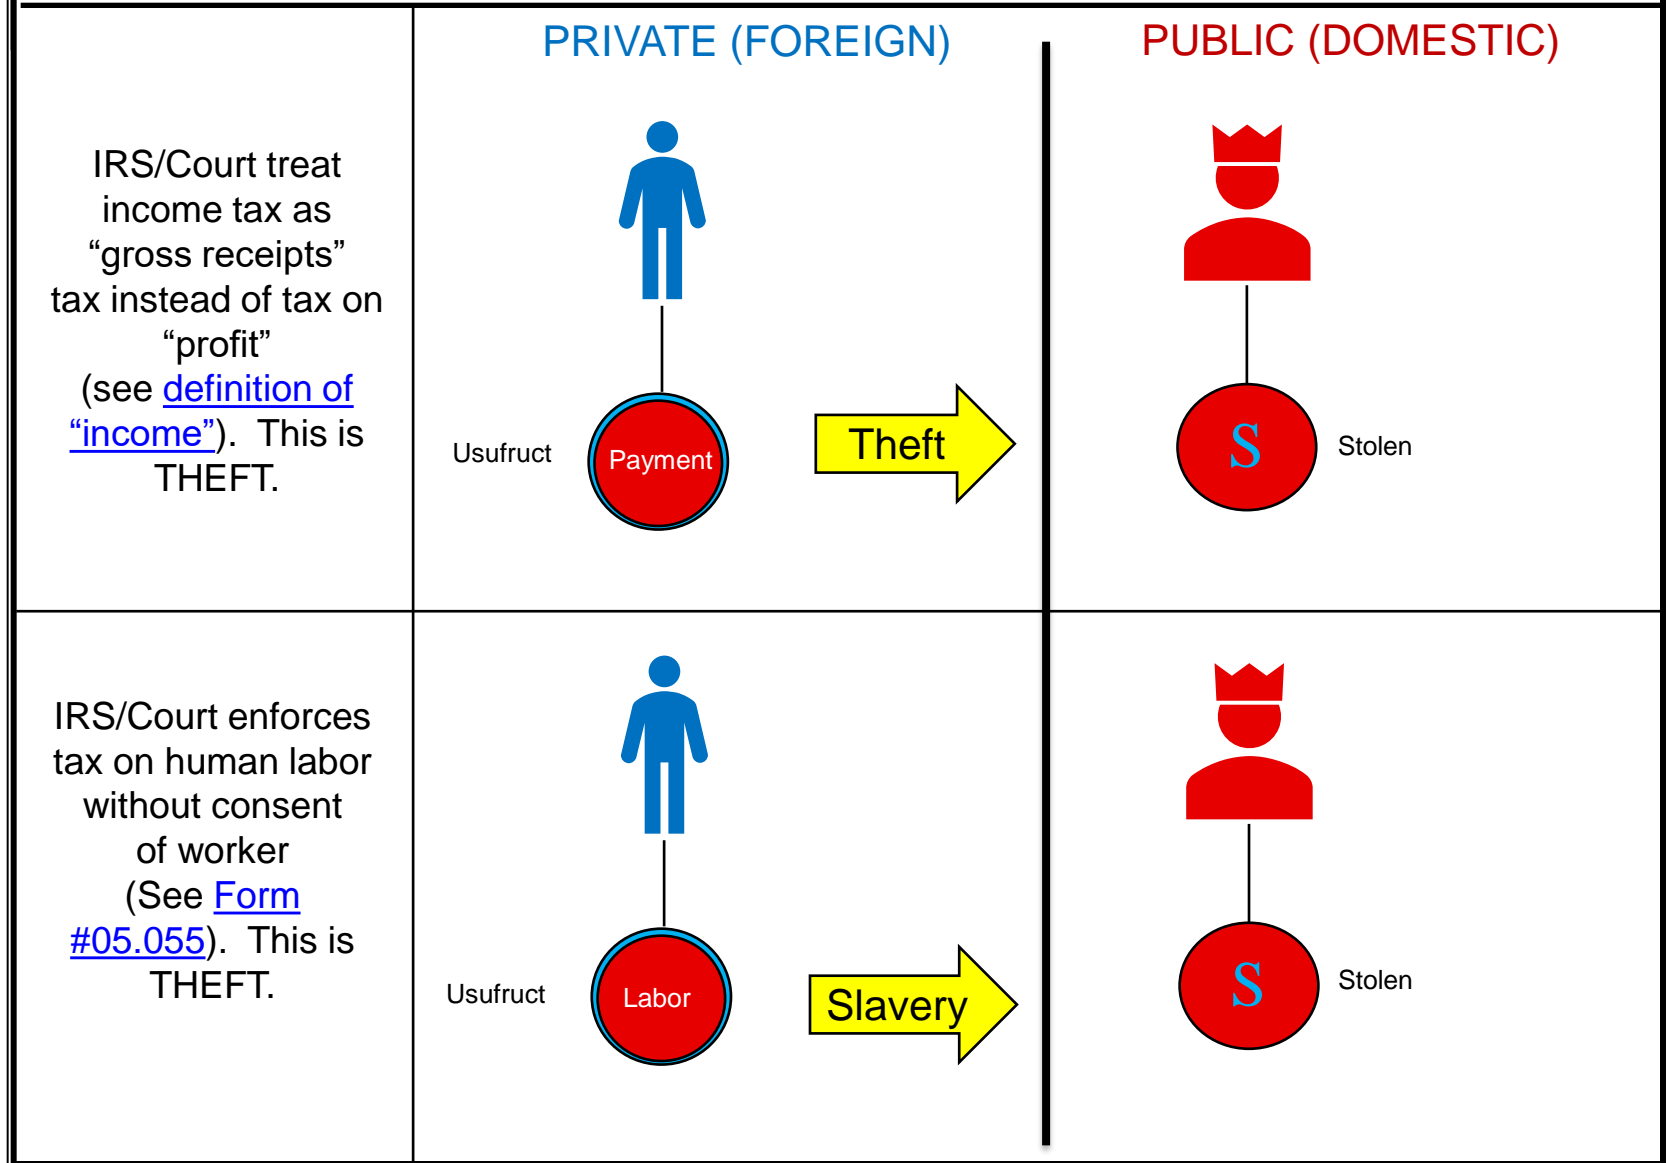 PRIVATE (FOREIGN)
PUBLIC (DOMESTIC)
IRS/Court treat
income tax as
“gross receipts”
tax instead of tax on
“profit”
(see definition of
“income”).  This is
THEFT.
Usufruct
Payment
Theft
S
Stolen
IRS/Court enforces
tax on human labor
without consent
of worker
(See Form
#05.055).  This is
THEFT.
Usufruct
Labor
Slavery
S
Stolen